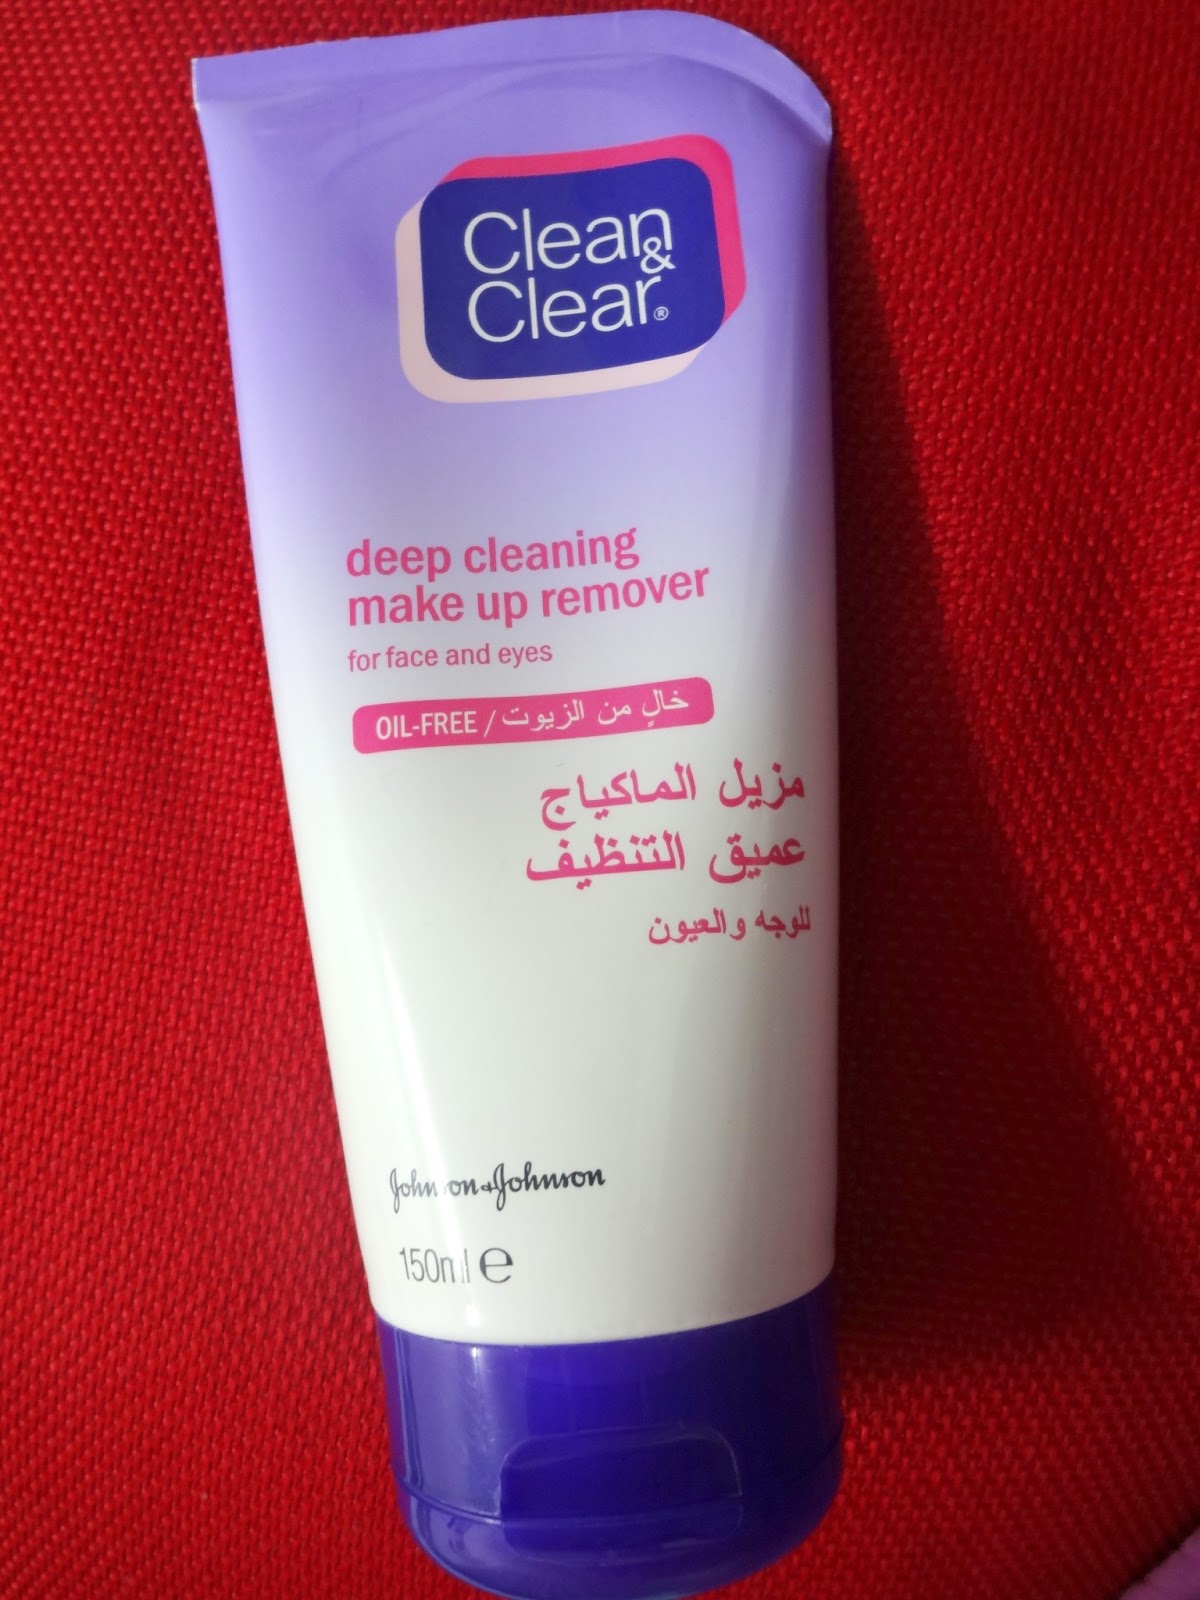 Clean &
Clear®
deep cleaning
make up remover
for face and eyes
OIL-FREE / خالٍ من الزيوت
مزيل الماكياج
عميق التنظيف
للوجه والعيون
Johnson+Johnson
150ml e